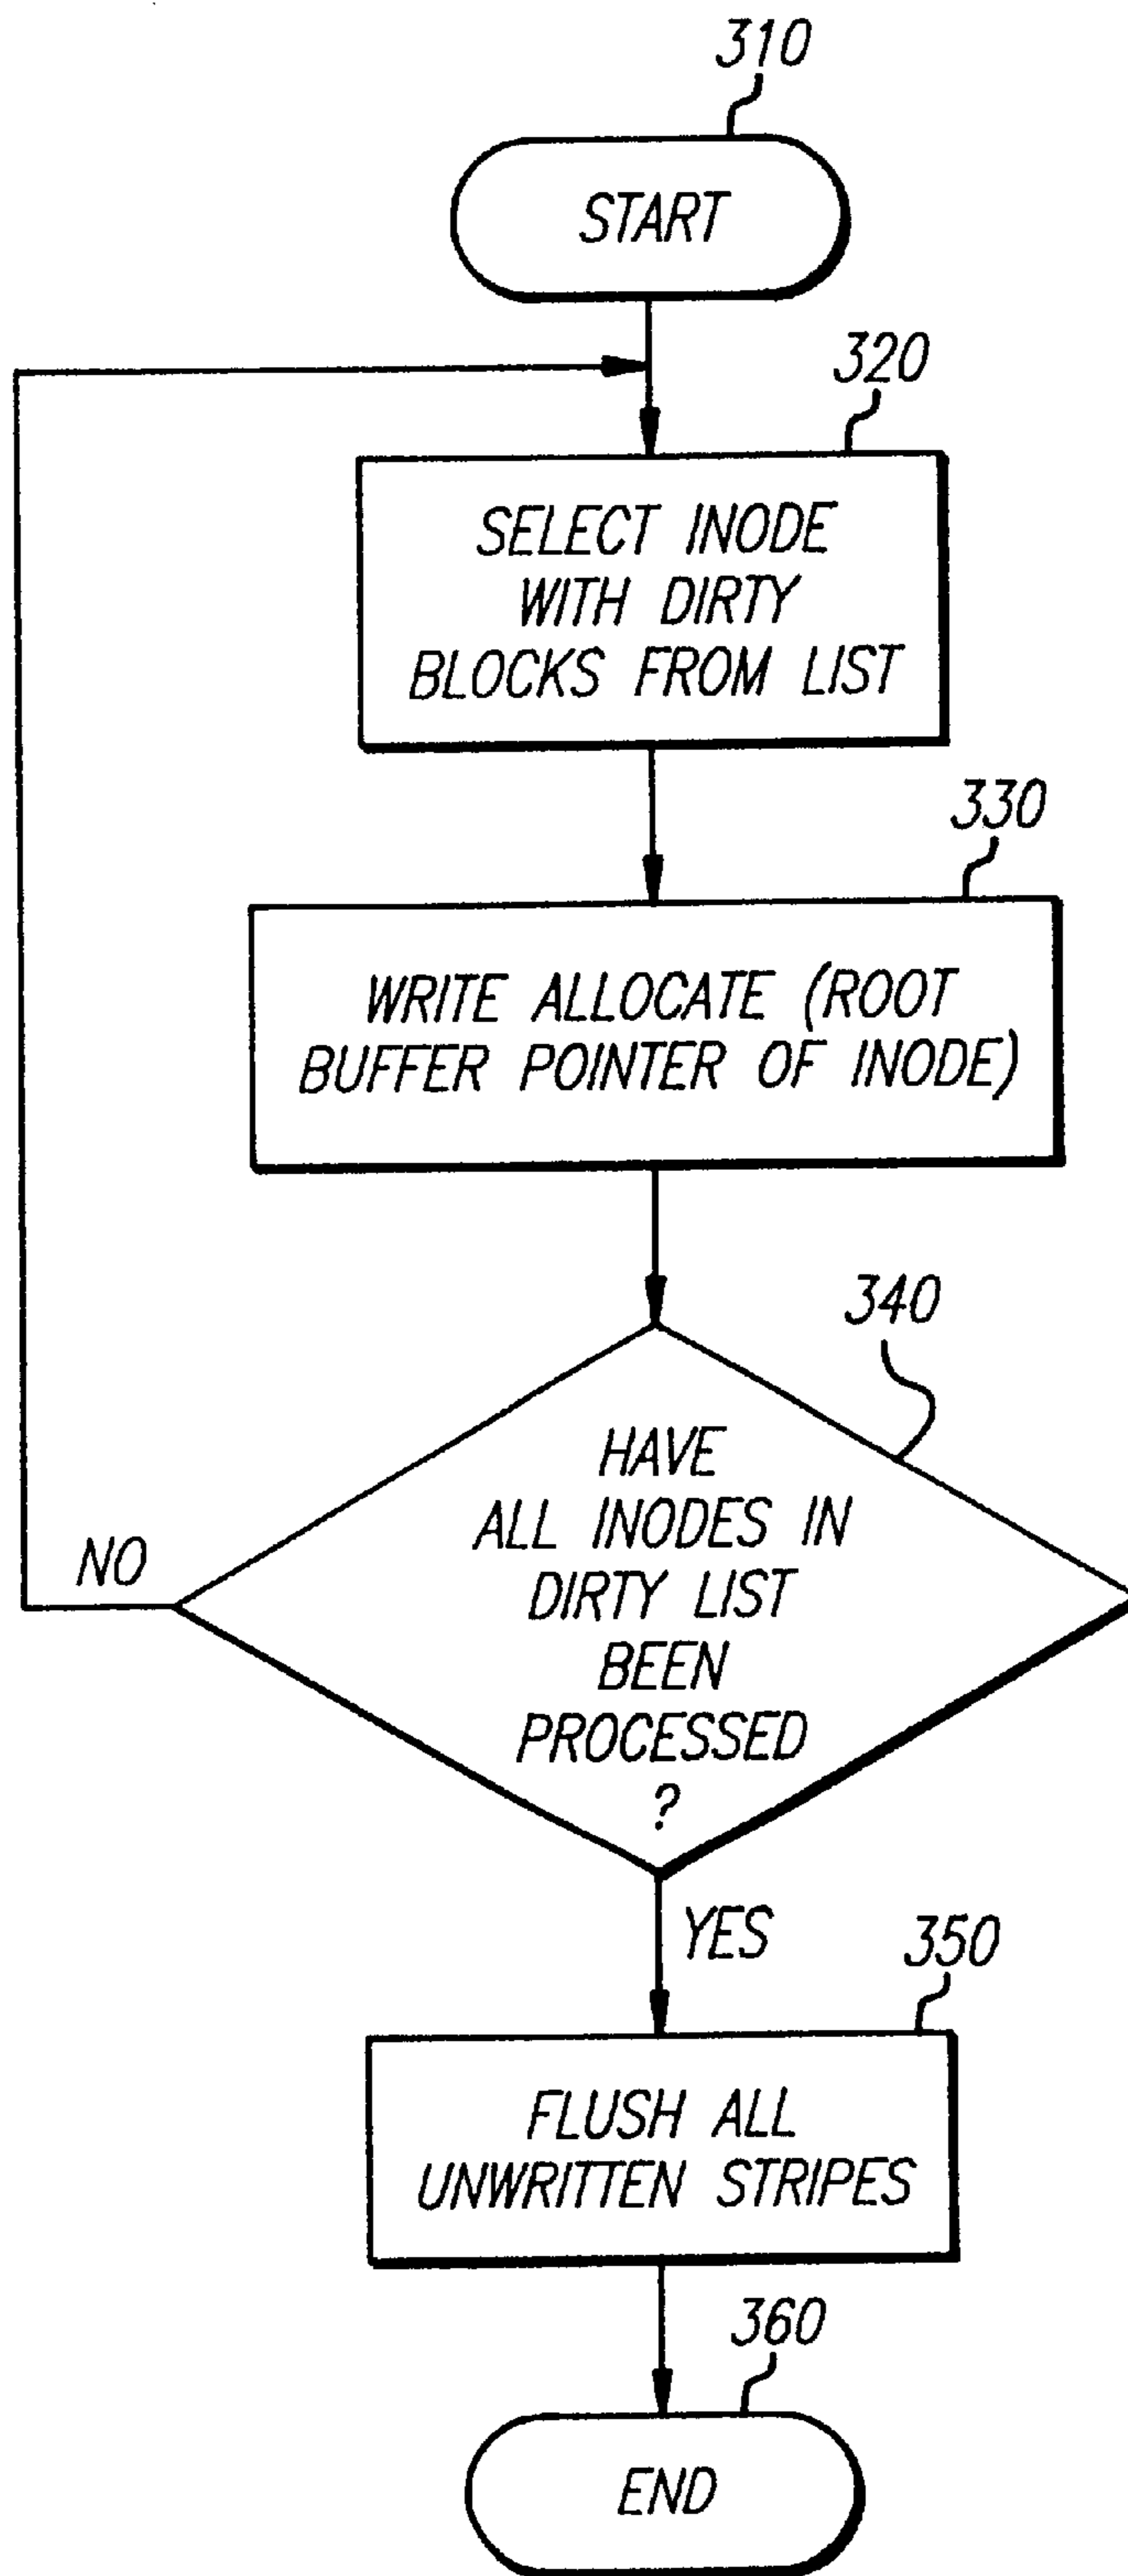 310
START
320
SELECT INODE
WITH DIRTY
BLOCKS FROM LIST
330
WRITE ALLOCATE (ROOT
BUFFER POINTER OF INODE)
340
HAVE
ALL INODES IN
DIRTY LIST
BEEN
PROCESSED
?
NO
YES
350
FLUSH ALL
UNWRITTEN STRIPES
360
END